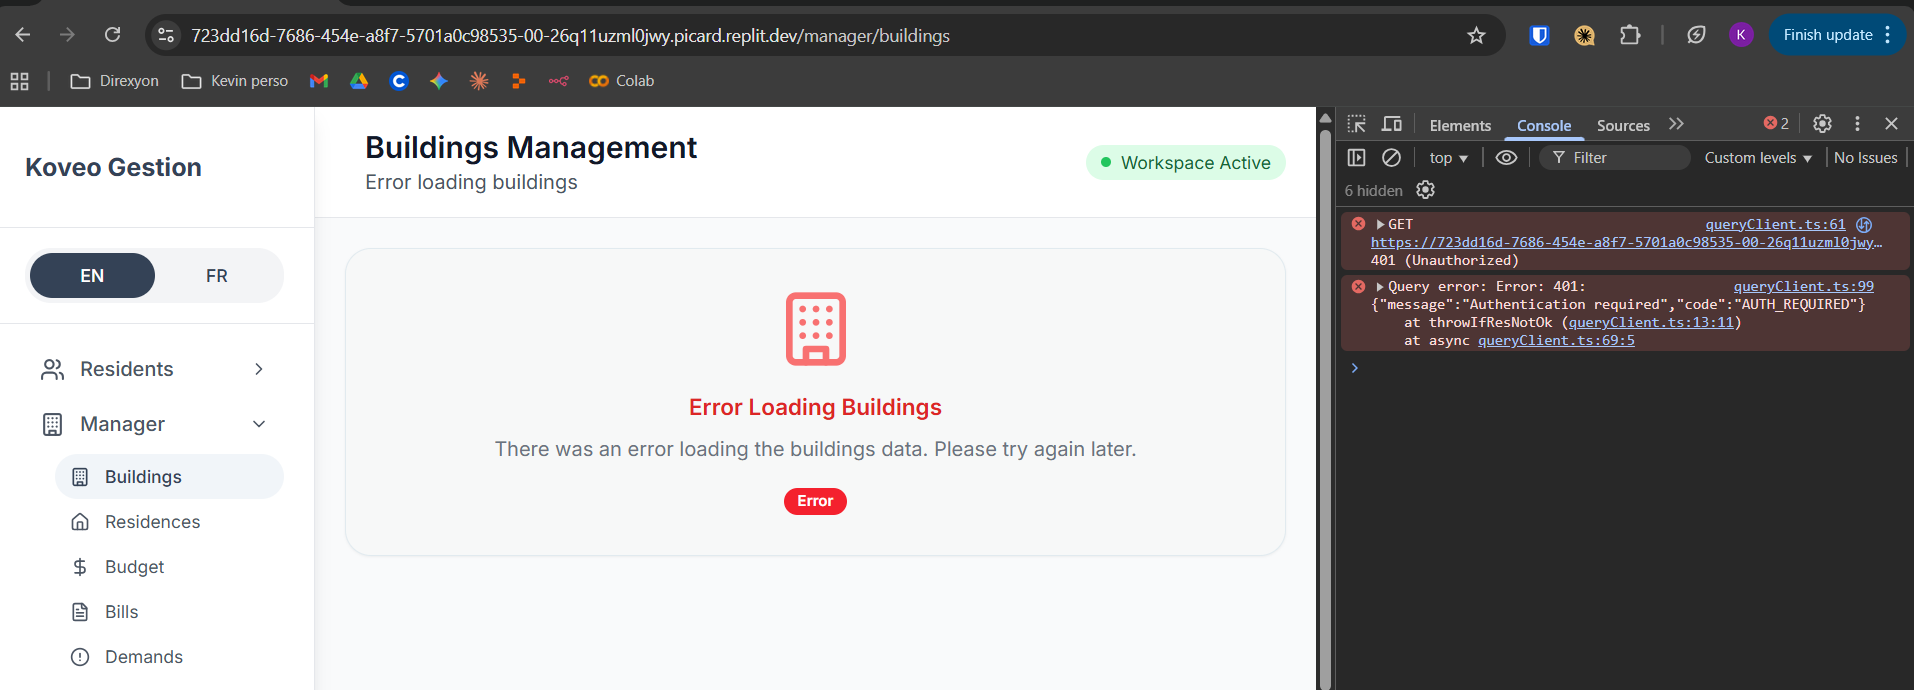 723dd16d-7686-454e-a8f7-5701a0c98535-00-26q11uzml0jwy.picard.replit.dev/manager/buildings
K
Finish update
Direxyon
Kevin perso
Colab
Koveo Gestion
EN
FR
Residents
Manager
Buildings
Residences
Budget
Bills
Demands
Buildings Management
Error loading buildings
Workspace Active
Error Loading Buildings
There was an error loading the buildings data. Please try again later.
Error
Elements
Console
Sources
2
top
Filter
Custom levels
No Issues
6 hidden
GET queryClient.ts:61
https://723dd16d-7686-454e-a8f7-5701a0c98535-00-26q11uzml0jwy…
401 (Unauthorized)
Query error: Error: 401: queryClient.ts:99
{"message":"Authentication required","code":"AUTH_REQUIRED"}
at throwIfResNotOk (queryClient.ts:13:11)
at async queryClient.ts:69:5